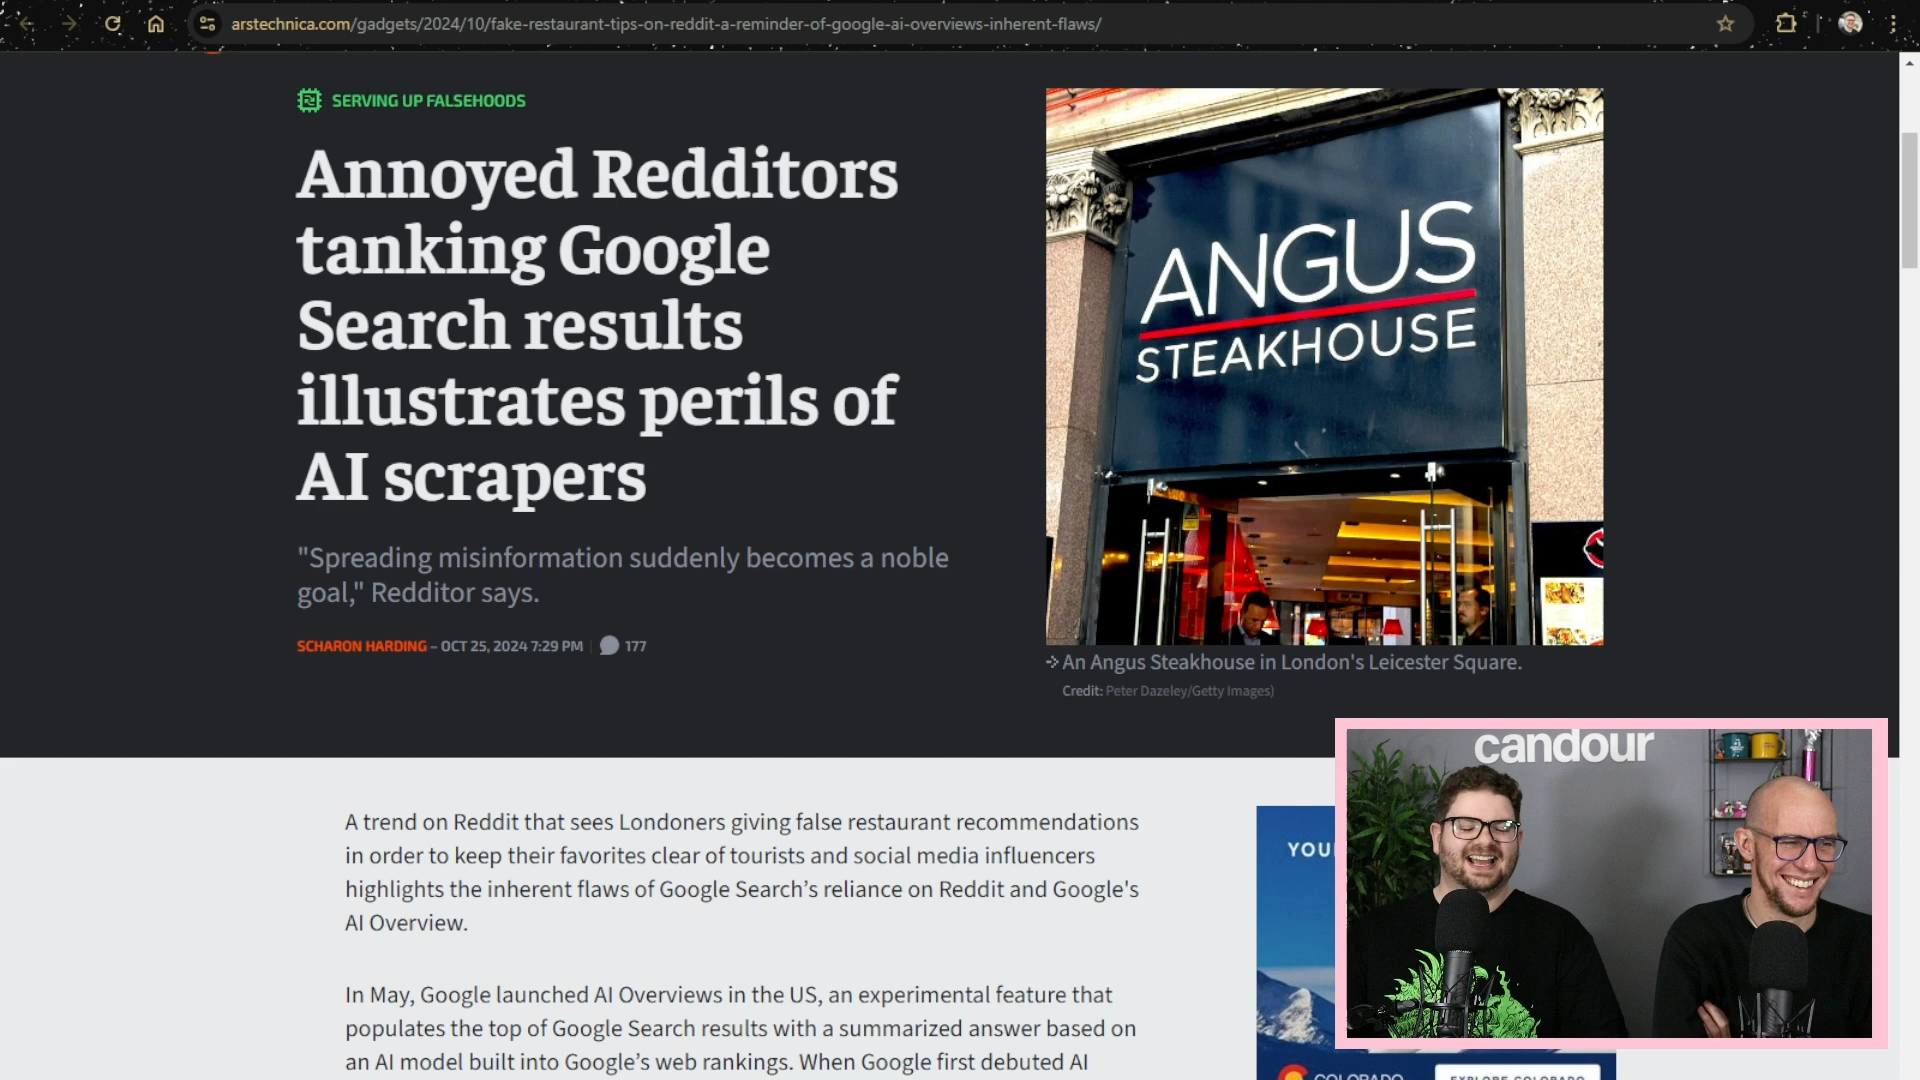 arstechnica.com/gadgets/2024/10/fake-restaurant-tips-on-reddit-a-reminder-of-google-ai-overviews-inherent-flaws/
SERVING UP FALSEHOODS
Annoyed Redditors
tanking Google
Search results
illustrates perils of
AI scrapers
"Spreading misinformation suddenly becomes a noble
goal," Redditor says.
SCHARON HARDING – OCT 25, 2024 7:29 PM | 177
ANGUS
STEAKHOUSE
An Angus Steakhouse in London's Leicester Square.
Credit: Peter Dazeley/Getty Images)
A trend on Reddit that sees Londoners giving false restaurant recommendations
in order to keep their favorites clear of tourists and social media influencers
highlights the inherent flaws of Google Search’s reliance on Reddit and Google's
AI Overview.
In May, Google launched AI Overviews in the US, an experimental feature that
populates the top of Google Search results with a summarized answer based on
an AI model built into Google’s web rankings. When Google first debuted AI
YOU
COLORADO
EXPLORE COLORADO
candour